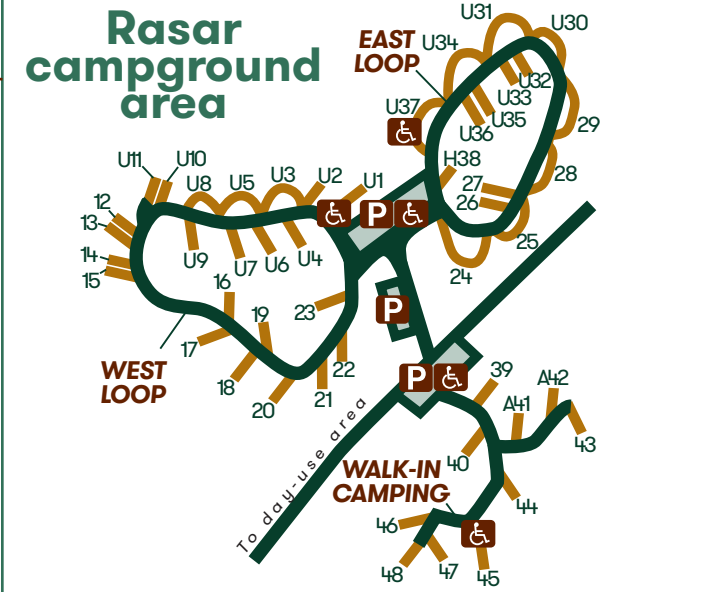 Rasar
campground
area
EAST
LOOP
U31
U30
U34
U32
U33
U37
U35
U36
29
H38
28
27
26
25
24
U11
U10
U8
U5
U3
U2
U1
12
13
14
15
U9
U7
U6
U4
P
16
19
23
17
18
20
21
22
WEST
LOOP
P
P
39
A42
A41
43
40
44
To day-use area
WALK-IN
CAMPING
46
48
47
45